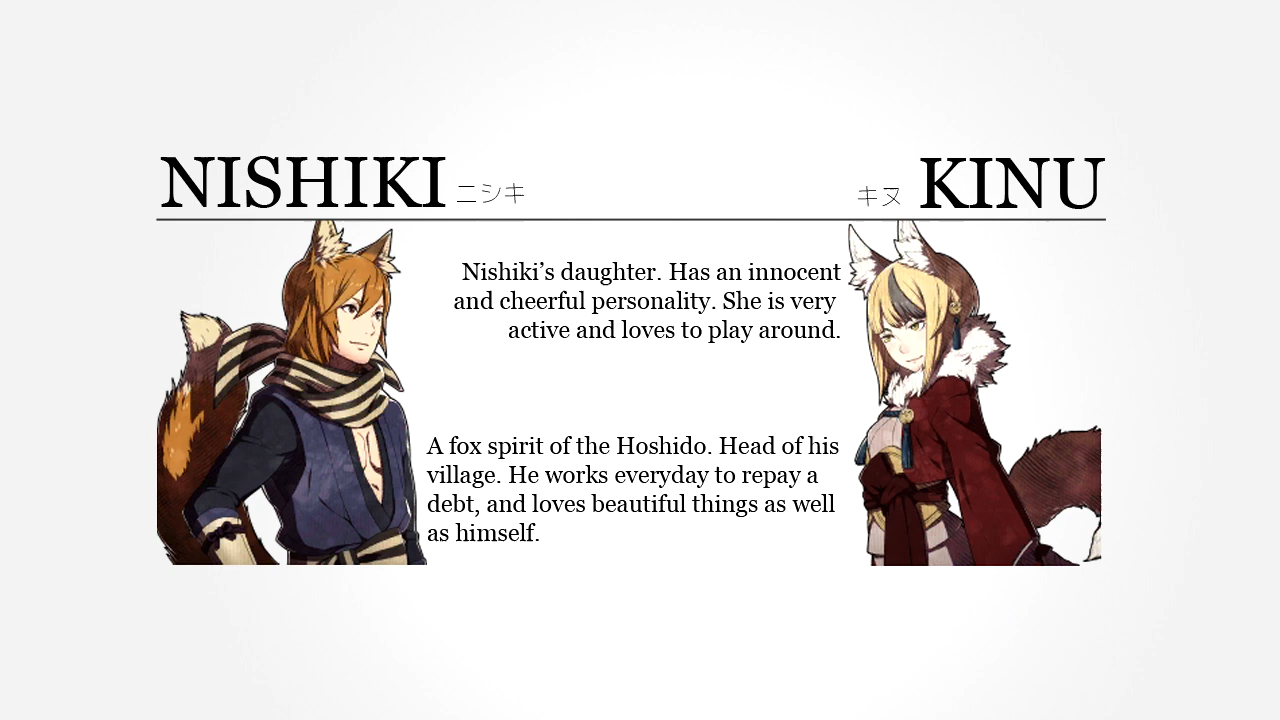 NISHIKI ニシキ
キヌ KINU
Nishiki’s daughter. Has an innocent
and cheerful personality. She is very
active and loves to play around.
A fox spirit of the Hoshido. Head of his
village. He works everyday to repay a
debt, and loves beautiful things as well
as himself.